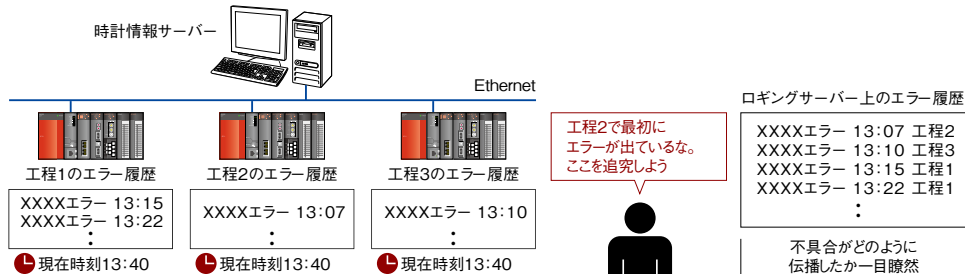 時計情報サーバー
Ethernet
工程1のエラー履歴
XXXXエラー 13:15
XXXXエラー 13:22
:
現在時刻13:40
工程2のエラー履歴
XXXXエラー 13:07
:
現在時刻13:40
工程3のエラー履歴
XXXXエラー 13:10
:
現在時刻13:40
工程2で最初に
エラーが出ているな。
ここを追究しよう
ロギングサーバー上のエラー履歴
XXXXエラー 13:07 工程2
XXXXエラー 13:10 工程3
XXXXエラー 13:15 工程1
XXXXエラー 13:22 工程1
:
不具合がどのように
伝播したか一目瞭然